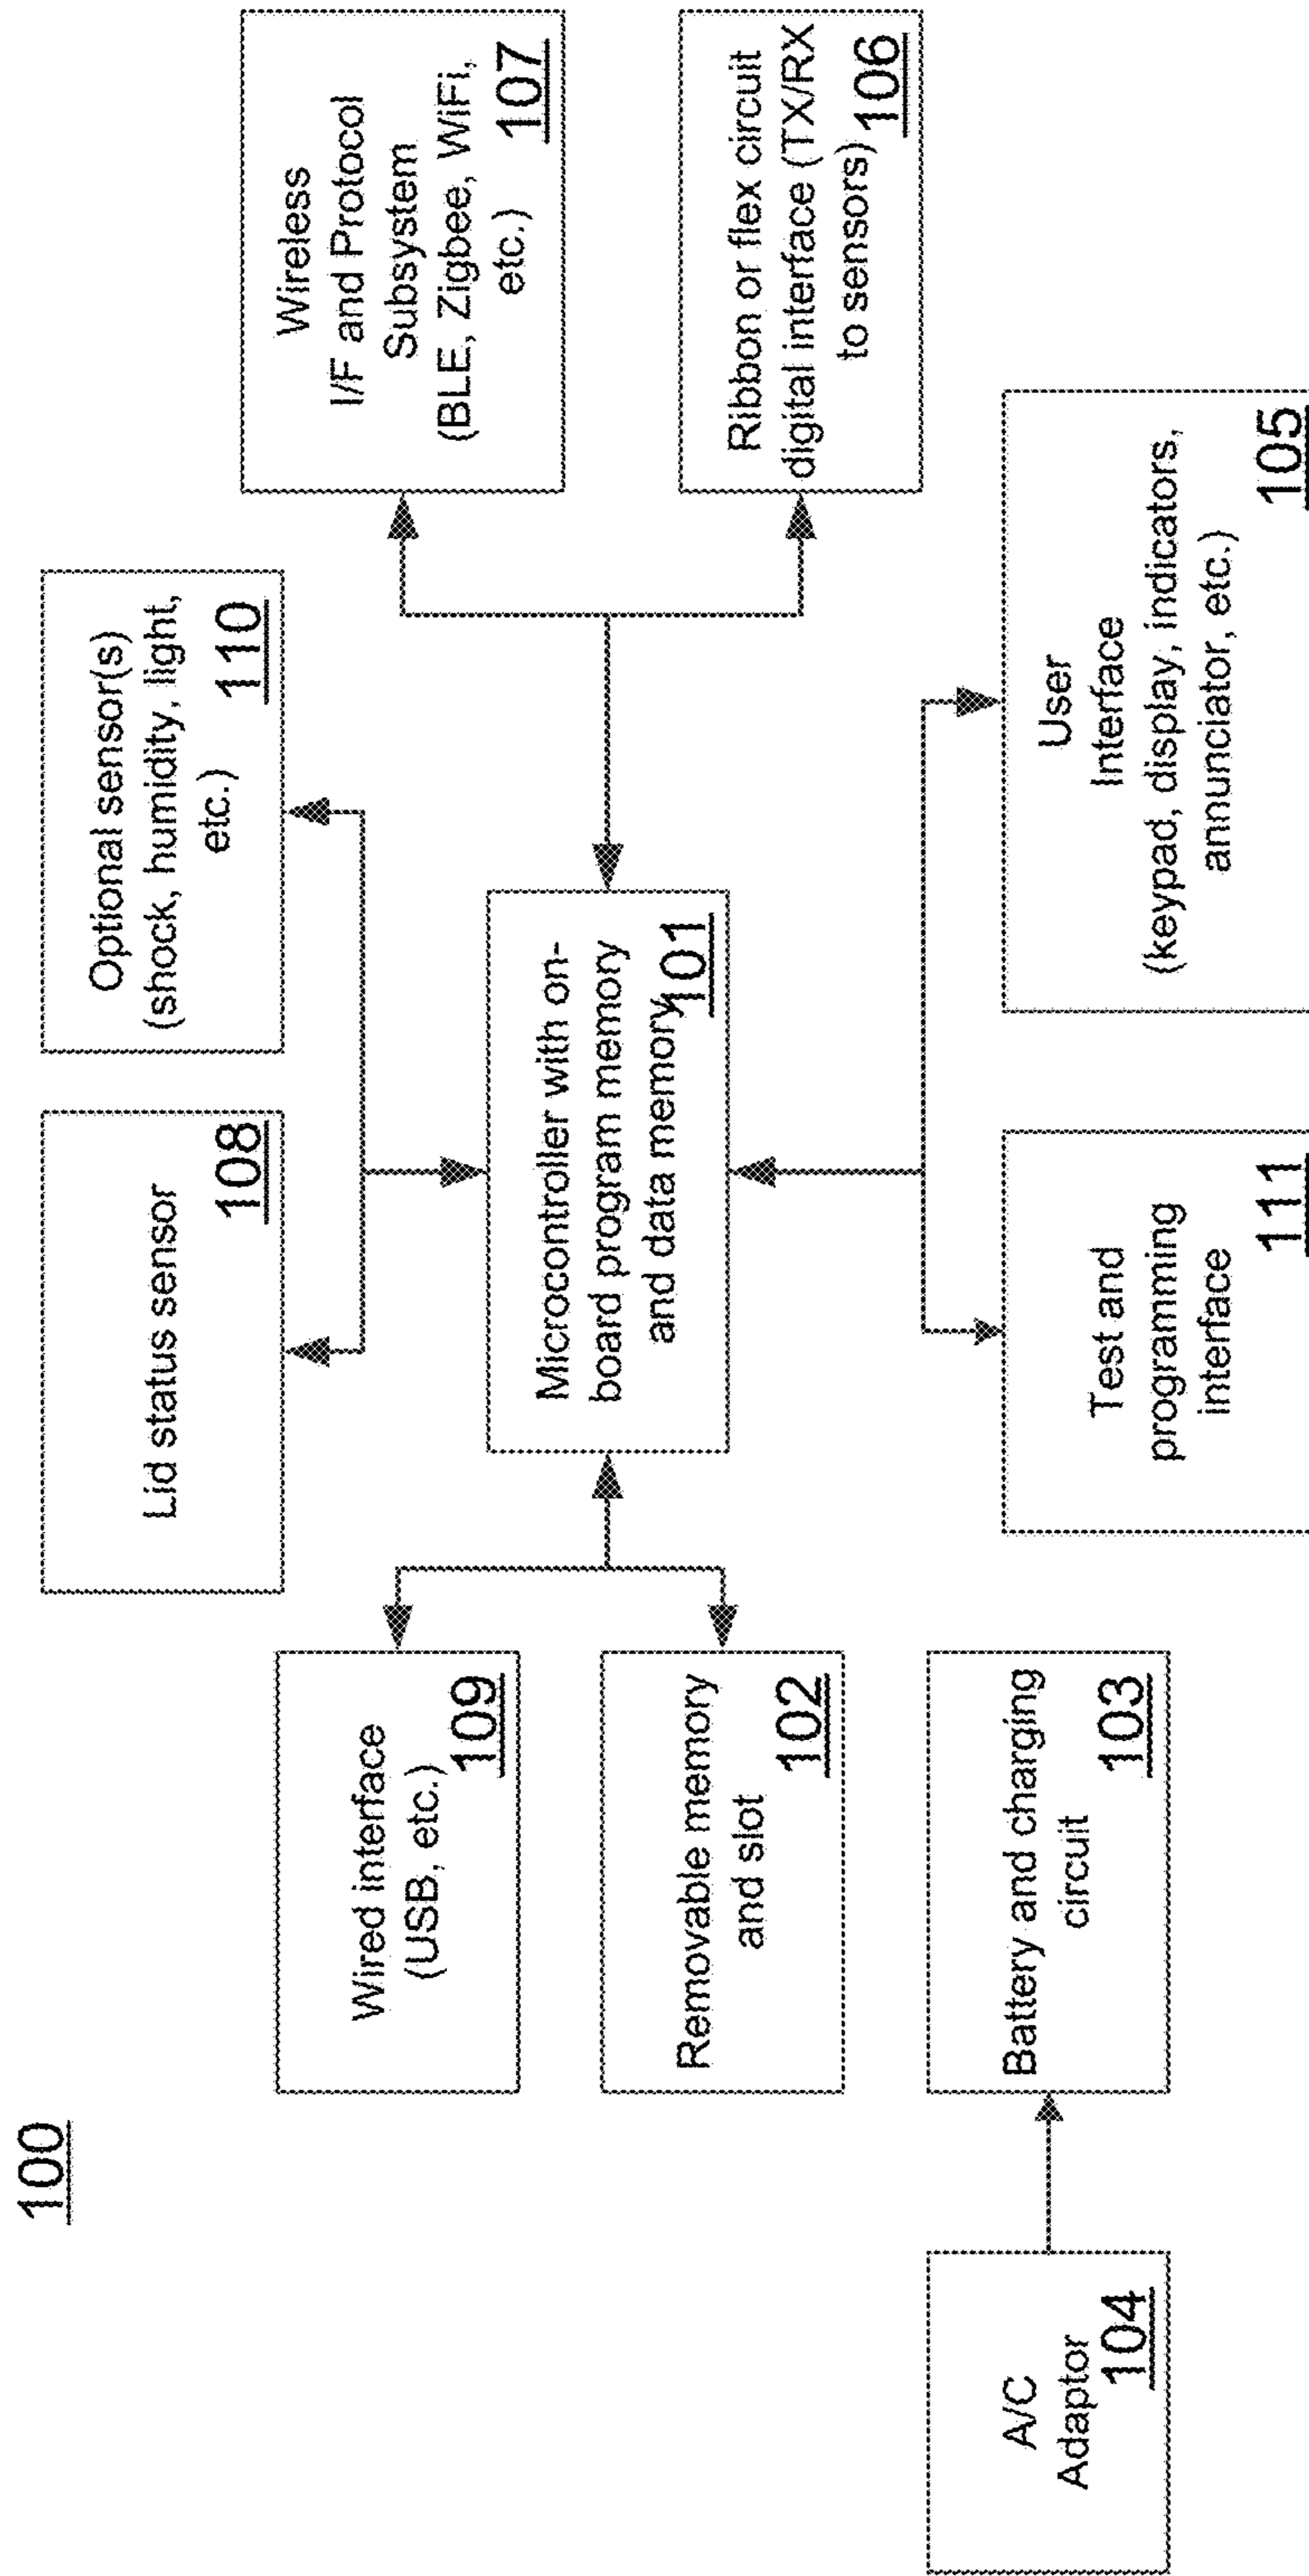 100
Lid status sensor
108
Optional sensor(s)
(shock, humidity, light,
etc.)
110
Wired interface
(USB, etc.)
109
Wireless
I/F and Protocol
Subsystem
(BLE, Zigbee, WiFi,
etc.)
107
Microcontroller with on-
board program memory
and data memory
101
Removable memory
and slot
102
Ribbon or flex circuit
digital interface (TX/RX
to sensors)
106
A/C
Adaptor
104
Battery and charging
circuit
103
Test and
programming
interface
111
User
Interface
(keypad, display, indicators,
annunciator, etc.)
105